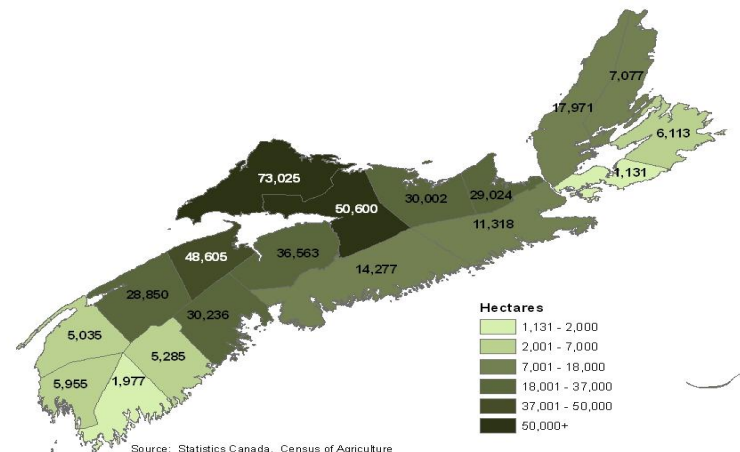 7,077
17,971
6,113
1,131
73,025
30,002
29,024
50,600
11,318
48,605
36,563
14,277
28,850
30,236
5,035
5,285
5,955
1,977
Hectares
1,131 - 2,000
2,001 - 7,000
7,001 - 18,000
18,001 - 37,000
37,001 - 50,000
50,000+
Source: Statistics Canada. Census of Agriculture